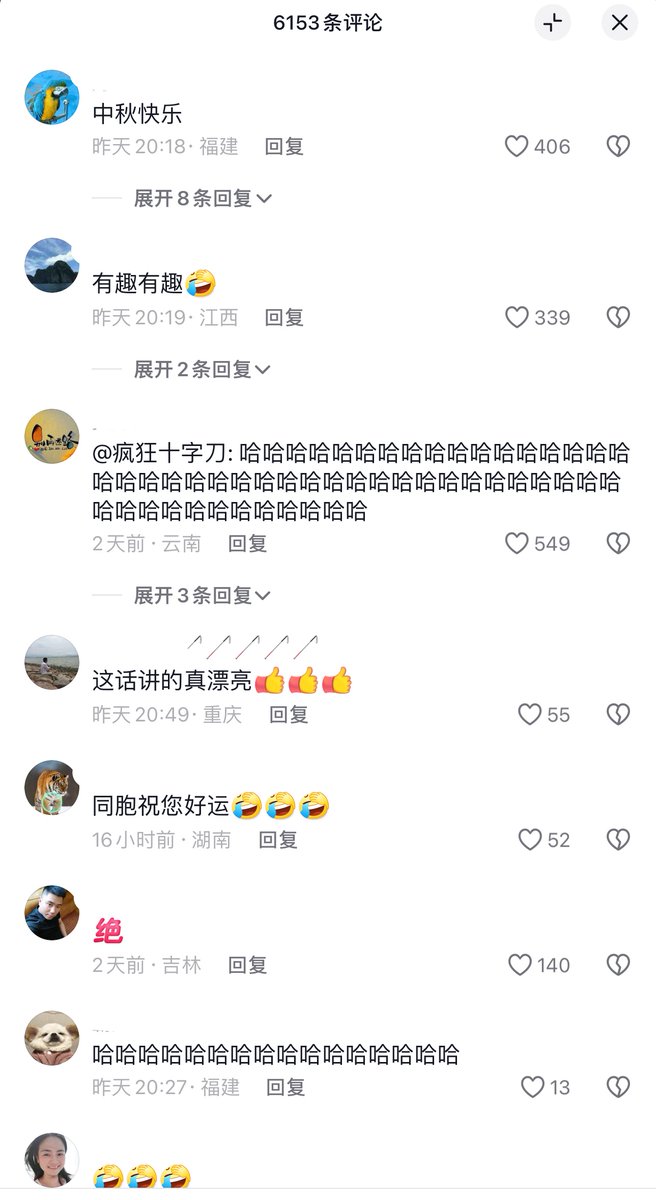 6153条评论
中秋快乐
昨天 20:18 · 福建 回复 406
展开8条回复
有趣有趣🤣
昨天 20:19 · 江西 回复 339
展开2条回复
@疯狂十字刀: 哈哈哈哈哈哈哈哈哈哈哈哈哈哈哈哈哈
哈哈哈哈哈哈哈哈哈哈哈哈哈哈哈哈哈哈哈哈哈哈哈
哈哈哈哈哈哈哈哈哈哈哈哈
2天前 · 云南 回复 549
展开3条回复
这话讲的真漂亮👍👍👍
昨天 20:49 · 重庆 回复 55
同胞祝您好运🤣🤣🤣
16小时前 · 湖南 回复 52
绝
2天前 · 吉林 回复 140
哈哈哈哈哈哈哈哈哈哈哈哈哈哈哈哈
昨天 20:27 · 福建 回复 13
🤣🤣🤣